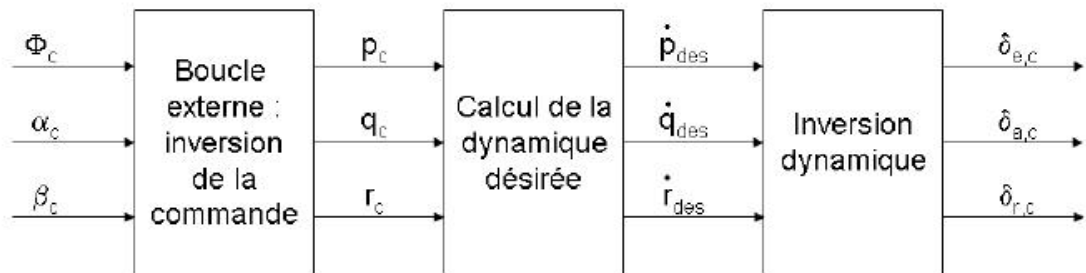 Φc
αc
βc
Boucle
externe :
inversion
de la
commande
pc
qc
rc
Calcul de la
dynamique
désirée
ṗdes
q̇des
ṙdes
Inversion
dynamique
δe,c
δa,c
δr,c